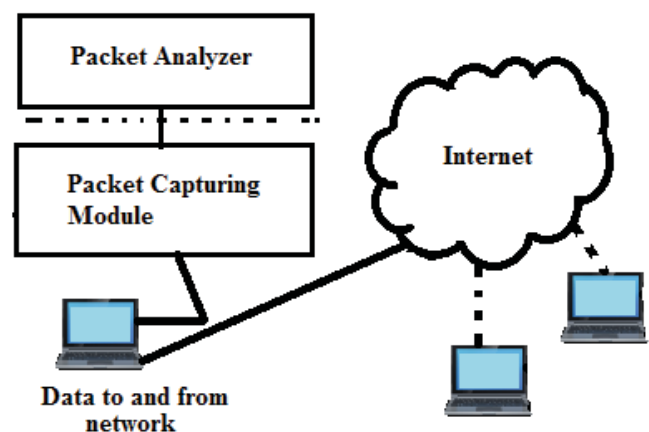 Packet Analyzer
Packet Capturing
Module
Internet
Data to and from
network